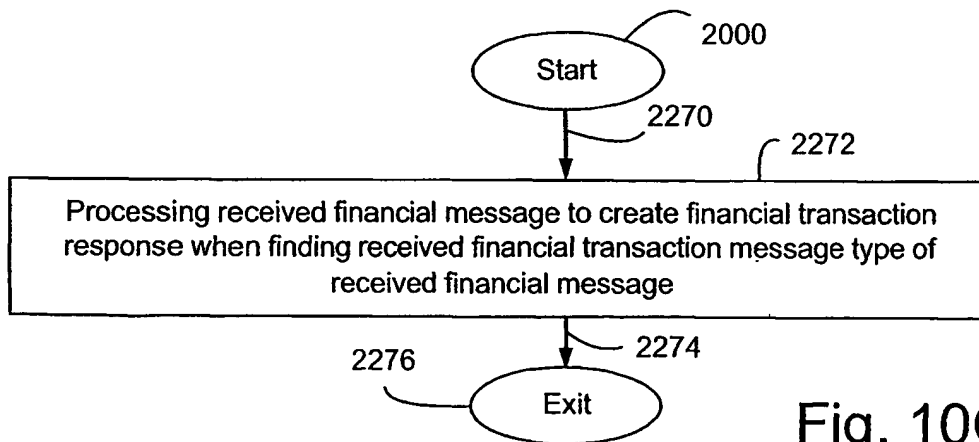 2000
Start
2270
2272
Processing received financial message to create financial transaction
response when finding received financial transaction message type of
received financial message
2274
2276
Exit